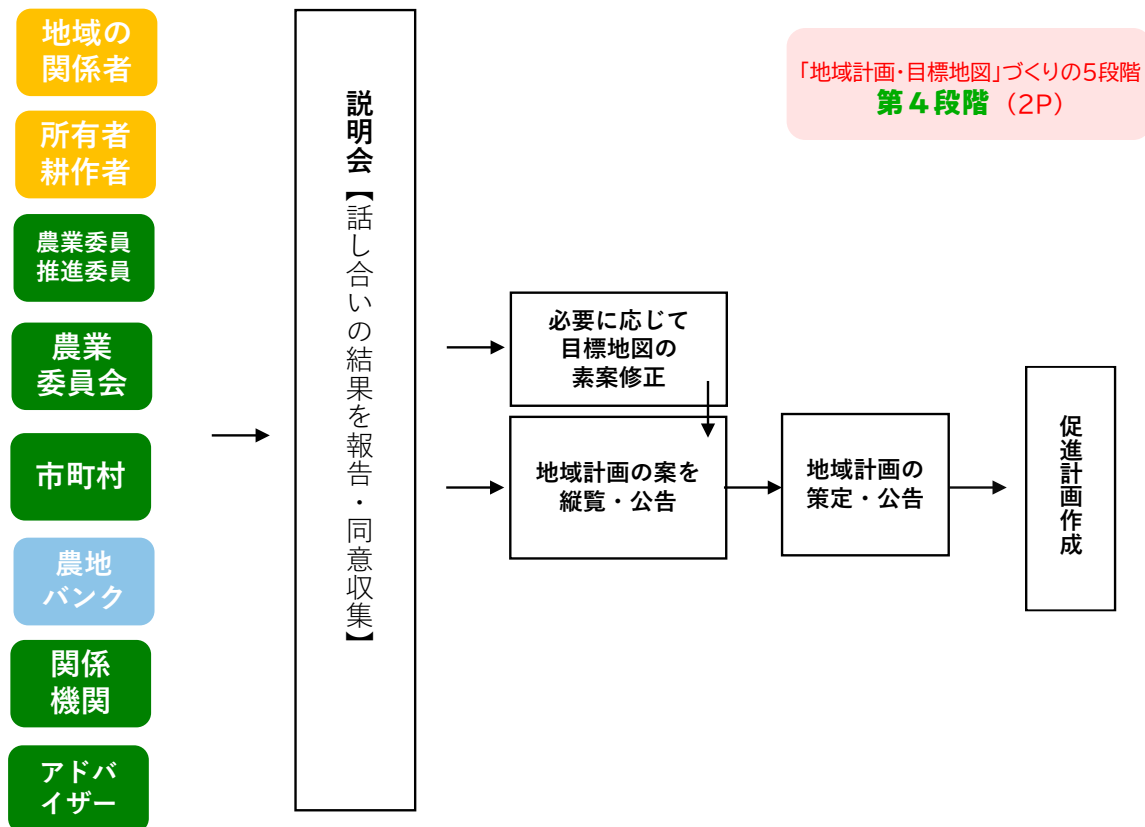 地域の
関係者
所有者
耕作者
農業委員
推進委員
農業
委員会
市町村
農地
バンク
関係
機関
アドバ
イザー
説明会【話し合いの結果を報告・同意収集】
「地域計画・目標地図」づくりの5段階
第4段階 (2P)
必要に応じて
目標地図の
素案修正
地域計画の案を
縦覧・公告
地域計画の
策定・公告
促進計画作成